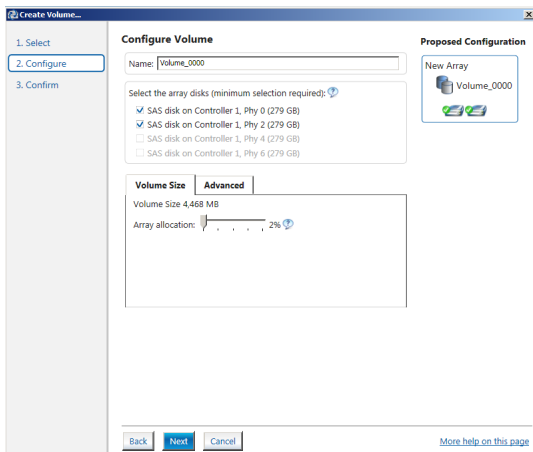 Create Volume...
1. Select
2. Configure
3. Confirm
Configure Volume
Name: Volume_0000
Select the array disks (minimum selection required):
SAS disk on Controller 1, Phy 0 (279 GB)
SAS disk on Controller 1, Phy 2 (279 GB)
SAS disk on Controller 1, Phy 4 (279 GB)
SAS disk on Controller 1, Phy 6 (279 GB)
Volume Size Advanced
Volume Size 4,468 MB
Array allocation: 2%
Proposed Configuration
New Array
Volume_0000
Back Next Cancel
More help on this page